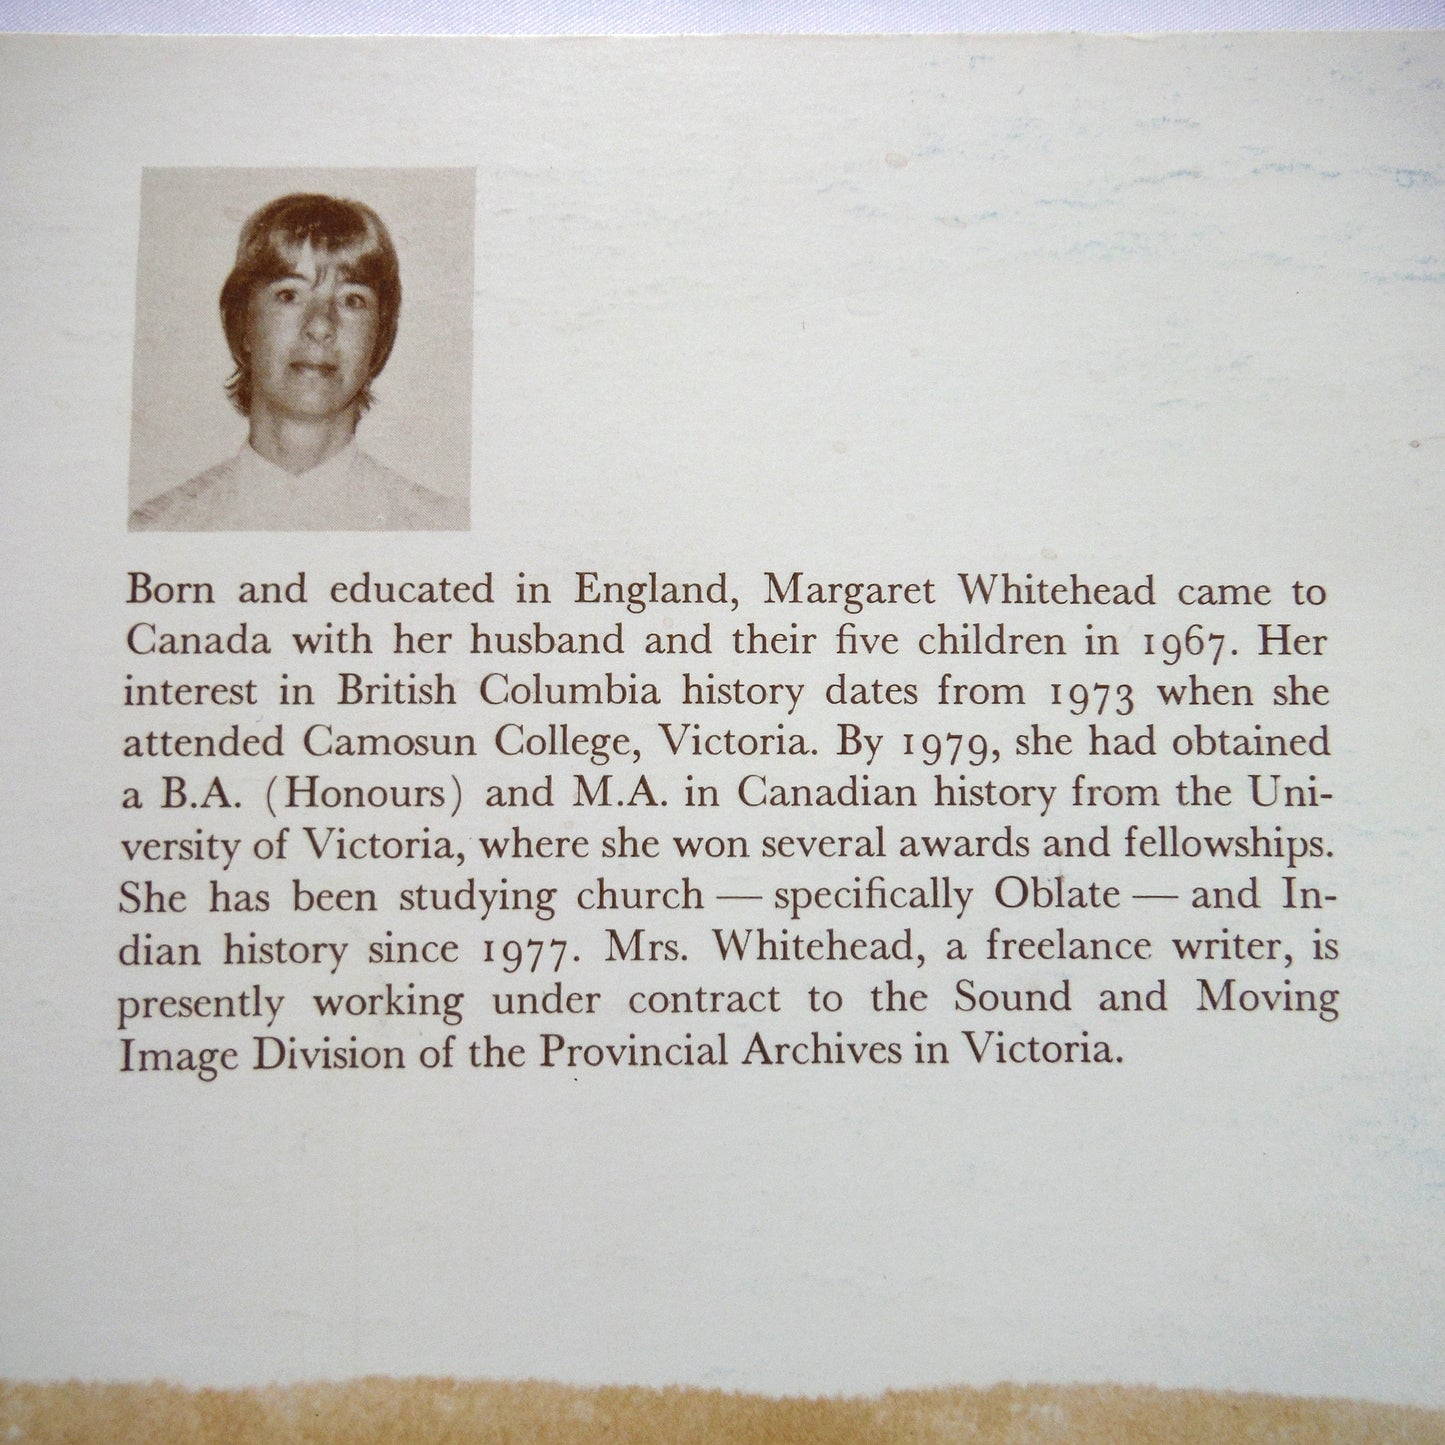 Born and educated in England, Margaret Whitehead came to
Canada with her husband and their five children in 1967. Her
interest in British Columbia history dates from 1973 when she
attended Camosun College, Victoria. By 1979, she had obtained
a B.A. (Honours) and M.A. in Canadian history from the Uni-
versity of Victoria, where she won several awards and fellowships.
She has been studying church — specifically Oblate — and In-
dian history since 1977. Mrs. Whitehead, a freelance writer, is
presently working under contract to the Sound and Moving
Image Division of the Provincial Archives in Victoria.